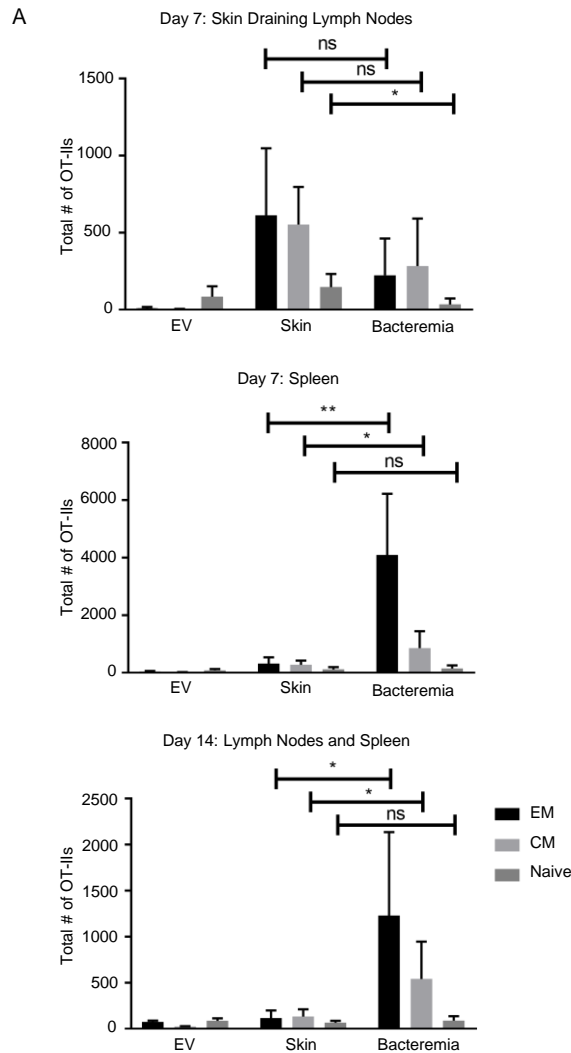 A
Day 7: Skin Draining Lymph Nodes
ns
ns
*
1500
1000
500
0
Total # of OT-IIs
EV
Skin
Bacteremia
Day 7: Spleen
**
*
ns
8000
6000
4000
2000
0
Total # of OT-IIs
EV
Skin
Bacteremia
Day 14: Lymph Nodes and Spleen
*
*
ns
2500
2000
1500
1000
500
0
Total # of OT-IIs
EV
Skin
Bacteremia
EM
CM
Naive